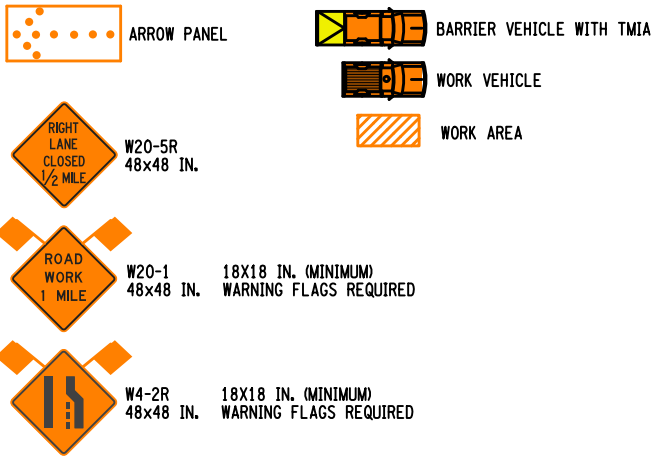 ARROW PANEL
BARRIER VEHICLE WITH TMIA
WORK VEHICLE
WORK AREA
RIGHT
LANE
CLOSED
1/2 MILE
W20-5R
48x48 IN.
ROAD
WORK
1 MILE
W20-1 18X18 IN. (MINIMUM)
48x48 IN. WARNING FLAGS REQUIRED
W4-2R 18X18 IN. (MINIMUM)
48x48 IN. WARNING FLAGS REQUIRED